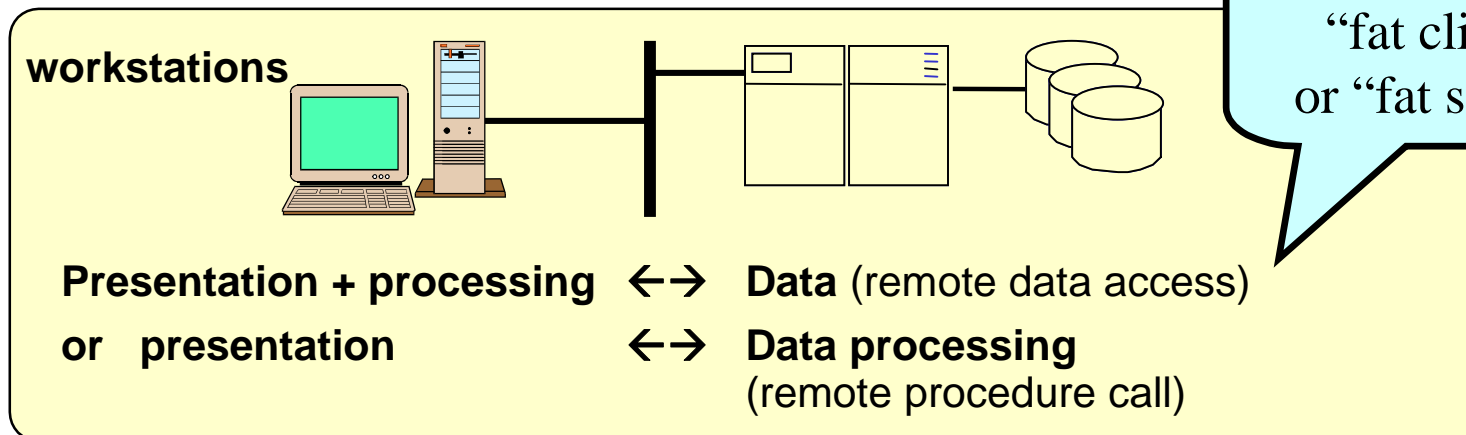 “fat
or “fat
workstations
Presentation + processing ←→ Data (remote data access)
or presentation ←→ Data processing
(remote procedure call)